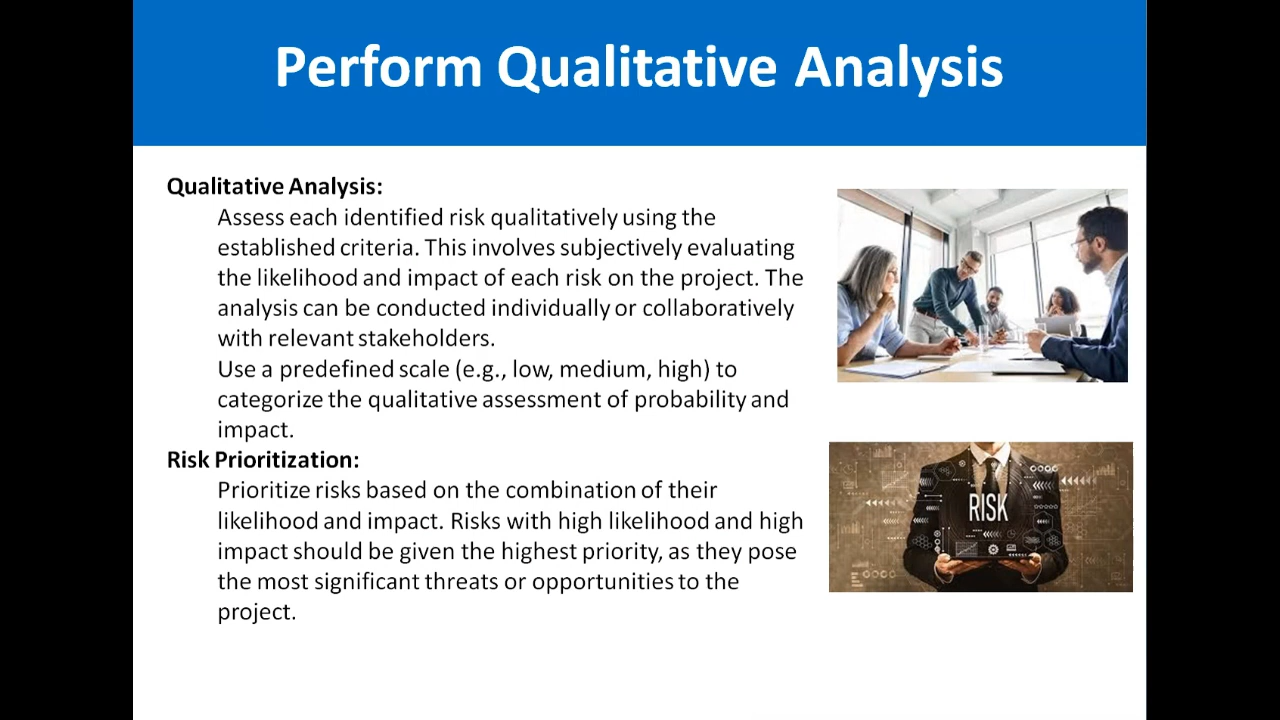 Perform Qualitative Analysis
Qualitative Analysis:
Assess each identified risk qualitatively using the
established criteria. This involves subjectively evaluating
the likelihood and impact of each risk on the project. The
analysis can be conducted individually or collaboratively
with relevant stakeholders.
Use a predefined scale (e.g., low, medium, high) to
categorize the qualitative assessment of probability and
impact.
Risk Prioritization:
Prioritize risks based on the combination of their
likelihood and impact. Risks with high likelihood and high
impact should be given the highest priority, as they pose
the most significant threats or opportunities to the
project.
RISK